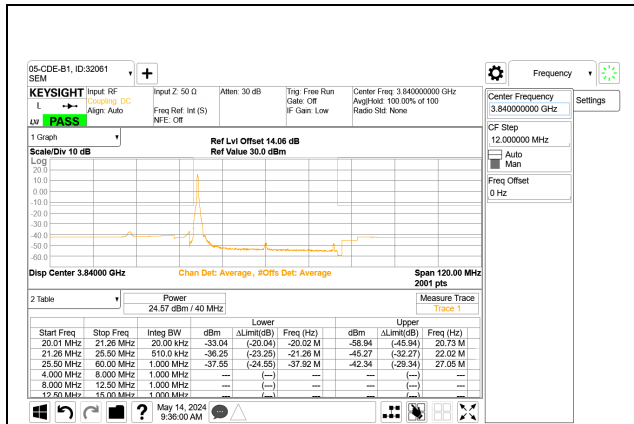 05-CDE-B1, ID:32061
SEM
Frequency
KEYSIGHT
L
LXI PASS
Input: RF
Coupling: DC
Align: Auto
Input Z: 50 Ω
Freq Ref: Int (S)
NFE: Off
Atten: 30 dB
Trig: Free Run
Gate: Off
IF Gain: Low
Center Freq: 3.840000000 GHz
Avg|Hold: 100.00% of 100
Radio Std: None
Center Frequency
3.840000000 GHz
Settings
CF Step
12.000000 MHz
Auto
Man
Freq Offset
0 Hz
1 Graph
Scale/Div 10 dB
Ref Lvl Offset 14.06 dB
Ref Value 30.0 dBm
Log
20.0
10.0
0.00
-10.0
-20.0
-30.0
-40.0
-50.0
-60.0
Disp Center 3.84000 GHz
Chan Det: Average, #Offs Det: Average
Span 120.00 MHz
2001 pts
2 Table
Power
24.57 dBm / 40 MHz
Measure Trace
Trace 1
Lower Upper
Start Freq Stop Freq Integ BW dBm ΔLimit(dB) Freq (Hz) dBm ΔLimit(dB) Freq (Hz)
20.01 MHz 21.26 MHz 20.00 kHz -33.04 (-20.04) -20.02 M -58.94 (-45.94) 20.73 M
21.26 MHz 25.50 MHz 510.0 kHz -36.25 (-23.25) -21.26 M -45.27 (-32.27) 22.02 M
25.50 MHz 60.00 MHz 1.000 MHz -37.55 (-24.55) -37.92 M -42.34 (-29.34) 27.05 M
4.000 MHz 8.000 MHz 1.000 MHz --- (---) --- --- (---) ---
8.000 MHz 12.50 MHz 1.000 MHz --- (---) --- --- (---) ---
12.50 MHz 15.00 MHz 1.000 MHz --- (---) --- --- (---) ---
May 14, 2024
9:36:00 AM